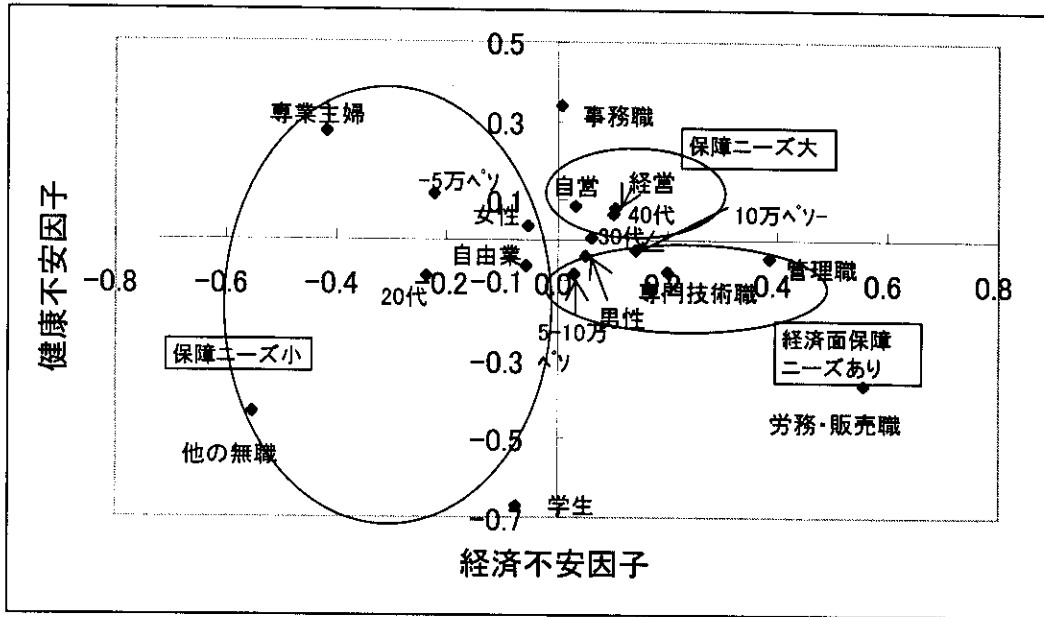 0.5
専業主婦
事務職
0.3
保障ニーズ大
-5万ペソ
自営
経営
0.1
女性
40代
10万ペソー
30代
自由業
-0.8
-0.6
-0.4
-0.2
-0.1
0.0
0.2
0.4
0.6
0.8
管理職
20代
専門技術職
男性
5-10万
ペソ
保障ニーズ小
-0.3
経済面保障
ニーズあり
他の無職
-0.5
労務・販売職
学生
-0.7
健康不安因子
経済不安因子